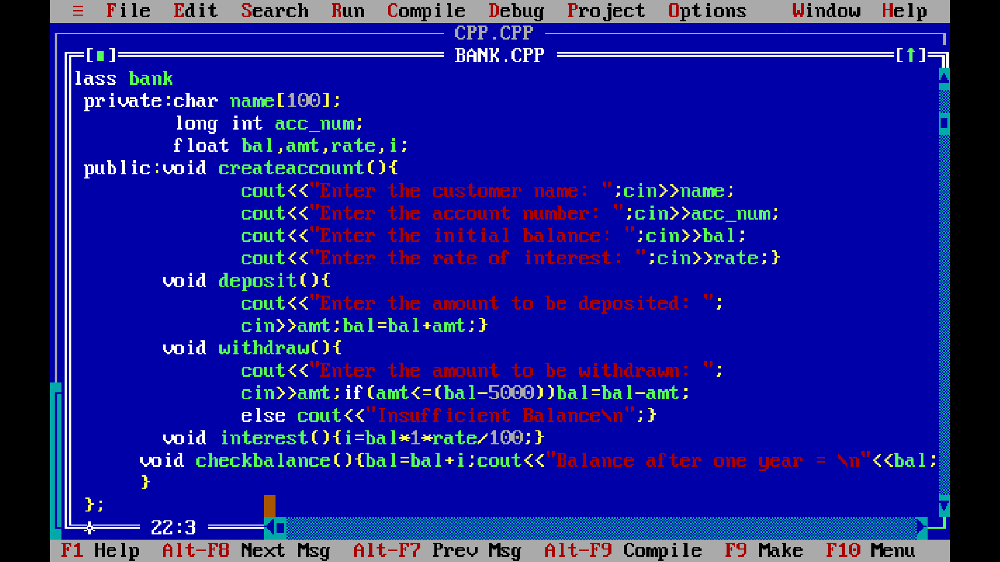 ≡ File Edit Search Run Compile Debug Project Options Window Help
CPP.CPP
[■] BANK.CPP [↑]
lass bank
private:char name[100];
long int acc_num;
float bal,amt,rate,i;
public:void createaccount(){
cout<<"Enter the customer name: ";cin>>name;
cout<<"Enter the account number: ";cin>>acc_num;
cout<<"Enter the initial balance: ";cin>>bal;
cout<<"Enter the rate of interest: ";cin>>rate;}
void deposit(){
cout<<"Enter the amount to be deposited: ";
cin>>amt;bal=bal+amt;}
void withdraw(){
cout<<"Enter the amount to be withdrawn: ";
cin>>amt;if(amt<=(bal-5000))bal=bal-amt;
else cout<<"Insufficient Balance\n";}
void interest(){i=bal*1*rate/100;}
void checkbalance(){bal=bal+i;cout<<"Balance after one year = \n"<<bal;
}
};
22:3
F1 Help Alt-F8 Next Msg Alt-F7 Prev Msg Alt-F9 Compile F9 Make F10 Menu